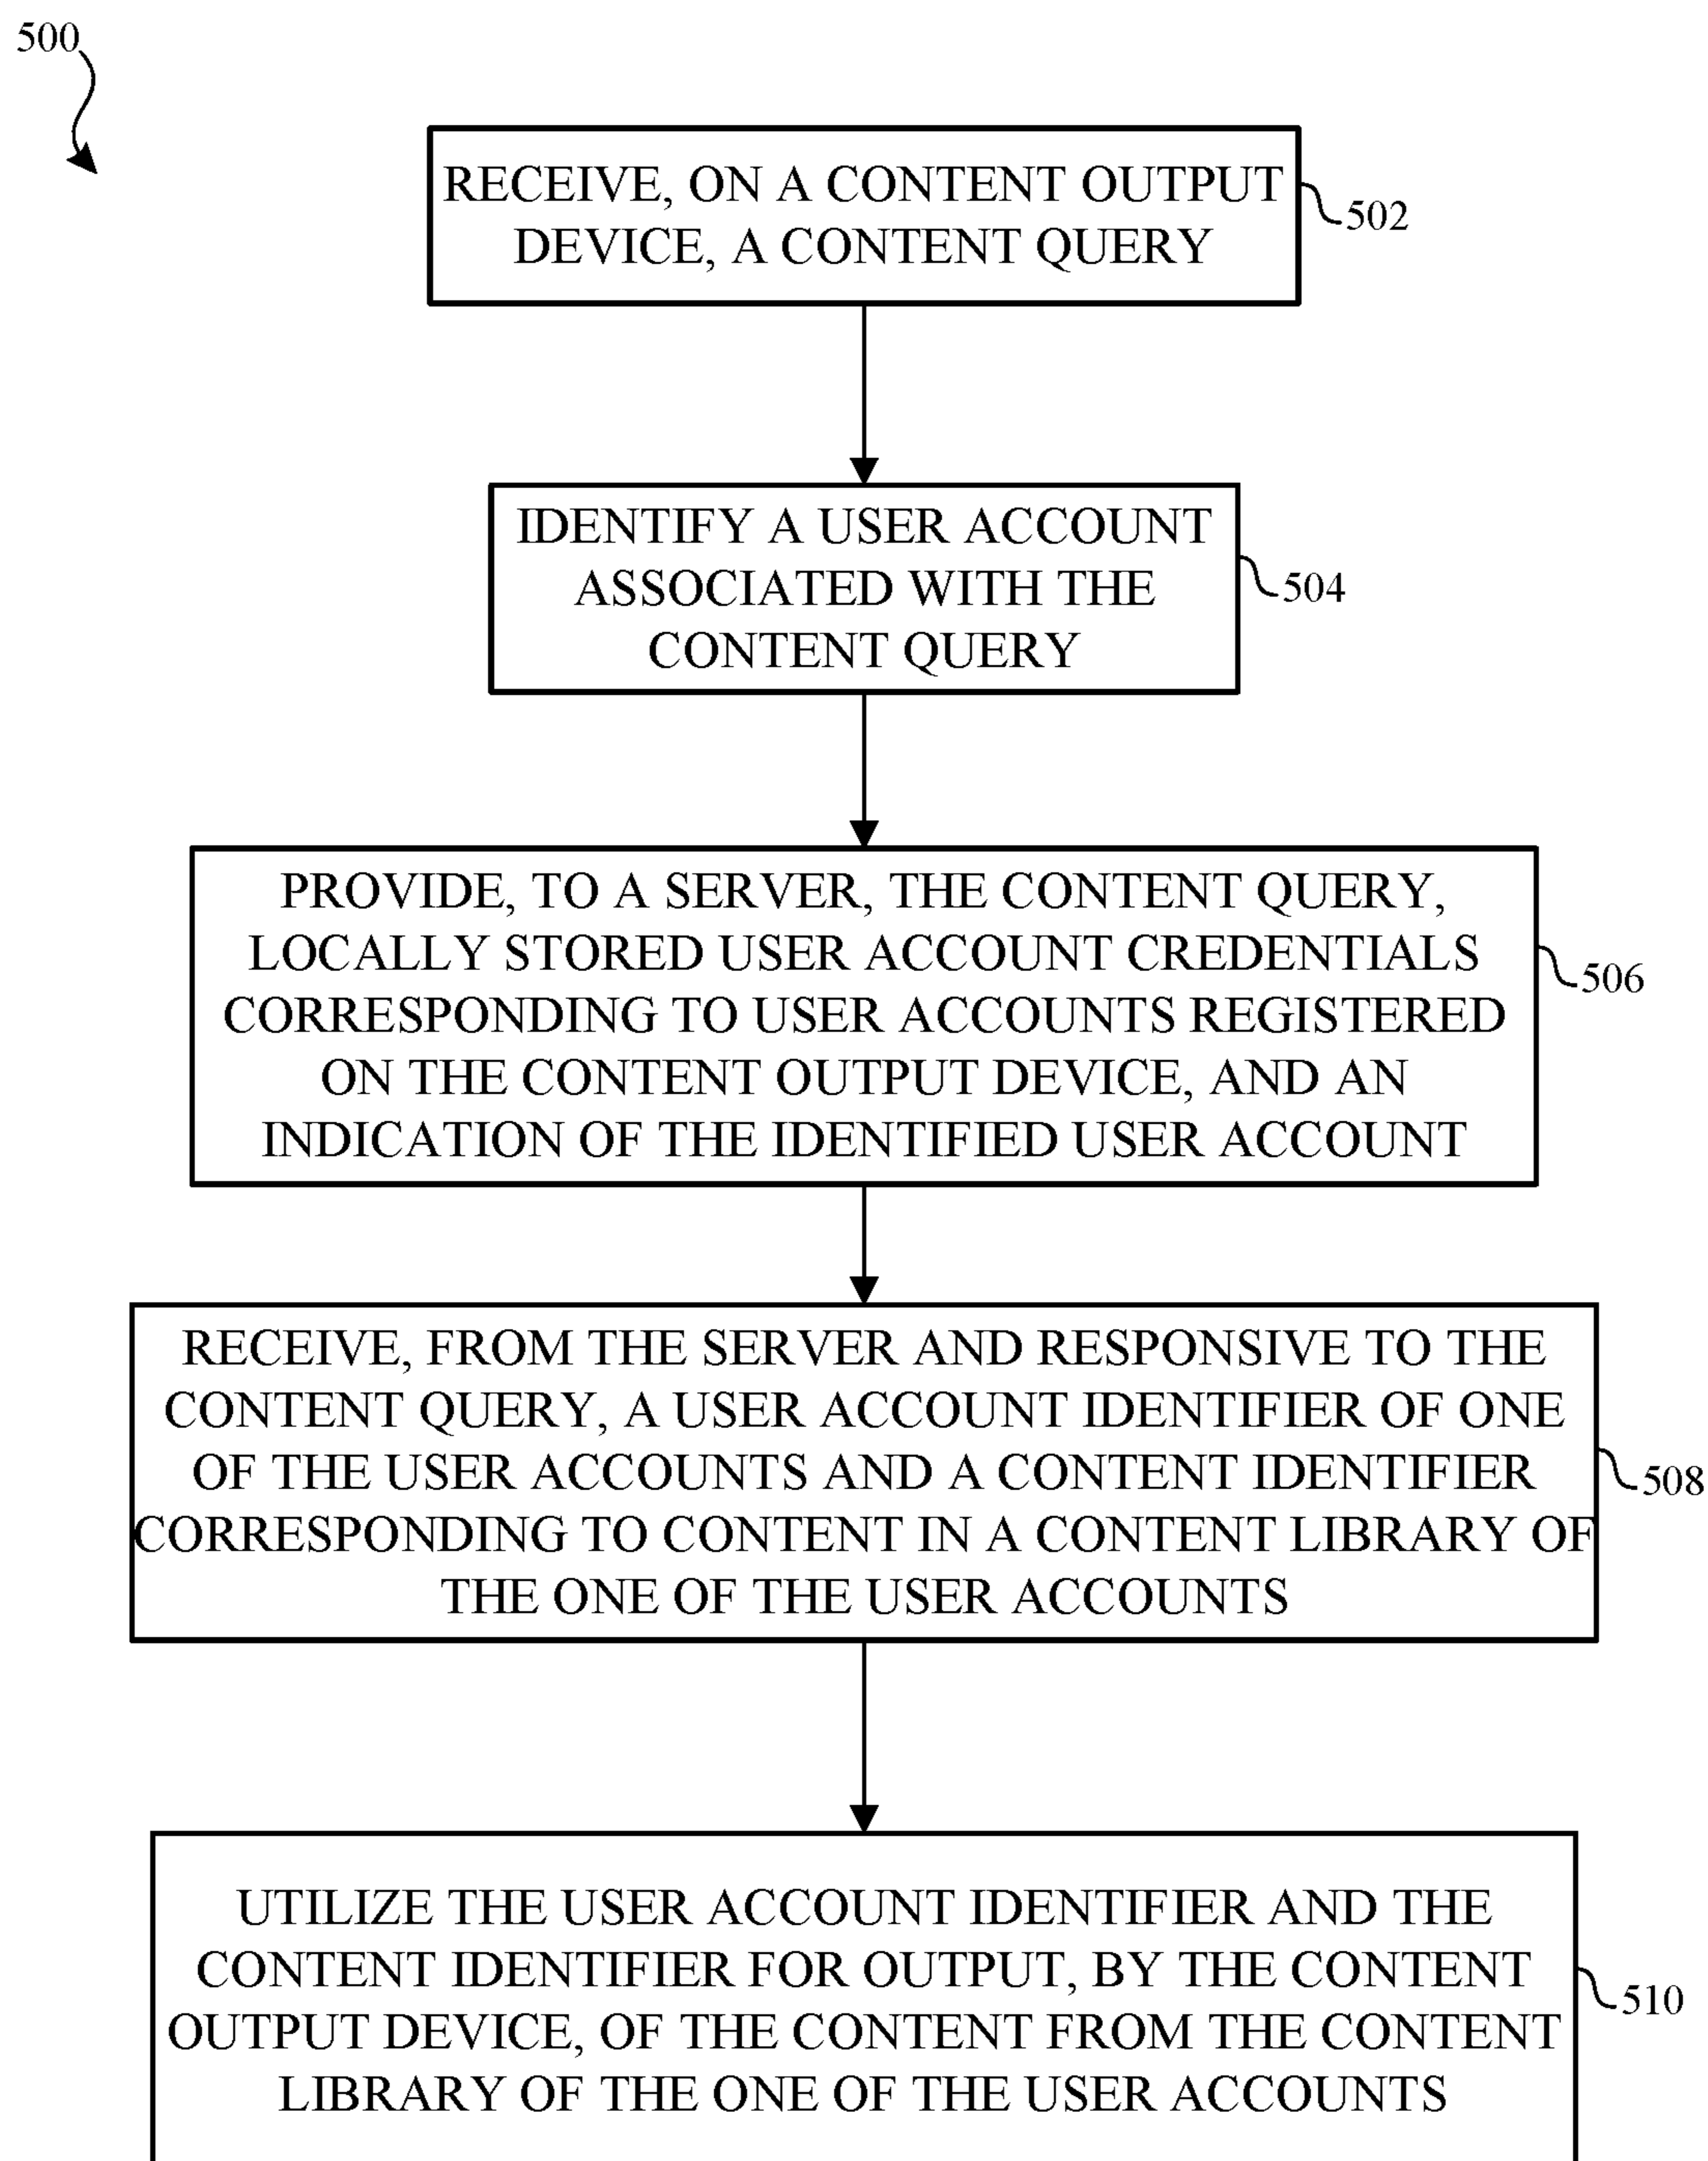 500
RECEIVE, ON A CONTENT OUTPUT
DEVICE, A CONTENT QUERY
502
IDENTIFY A USER ACCOUNT
ASSOCIATED WITH THE
CONTENT QUERY
504
PROVIDE, TO A SERVER, THE CONTENT QUERY,
LOCALLY STORED USER ACCOUNT CREDENTIALS
CORRESPONDING TO USER ACCOUNTS REGISTERED
ON THE CONTENT OUTPUT DEVICE, AND AN
INDICATION OF THE IDENTIFIED USER ACCOUNT
506
RECEIVE, FROM THE SERVER AND RESPONSIVE TO THE
CONTENT QUERY, A USER ACCOUNT IDENTIFIER OF ONE
OF THE USER ACCOUNTS AND A CONTENT IDENTIFIER
CORRESPONDING TO CONTENT IN A CONTENT LIBRARY OF
THE ONE OF THE USER ACCOUNTS
508
UTILIZE THE USER ACCOUNT IDENTIFIER AND THE
CONTENT IDENTIFIER FOR OUTPUT, BY THE CONTENT
OUTPUT DEVICE, OF THE CONTENT FROM THE CONTENT
LIBRARY OF THE ONE OF THE USER ACCOUNTS
510